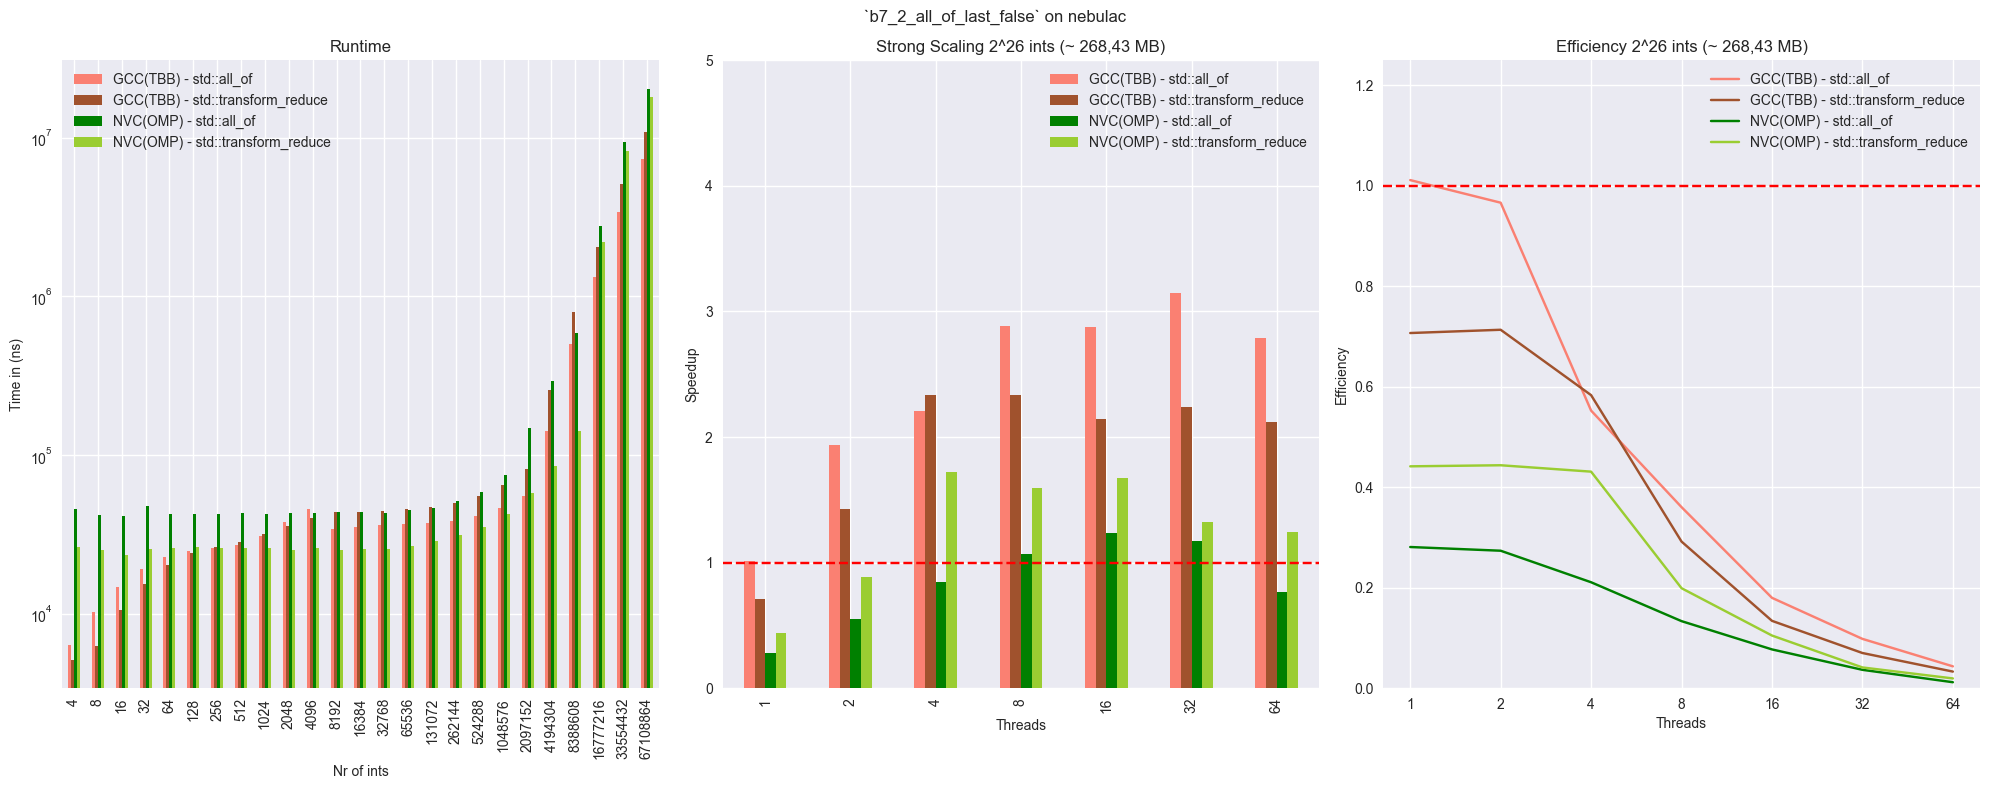 `b7_2_all_of_last_false` on nebulac
Runtime
GCC(TBB) - std::all_of
GCC(TBB) - std::transform_reduce
NVC(OMP) - std::all_of
NVC(OMP) - std::transform_reduce
Time in (ns)
10^7
10^6
10^5
10^4
4 8 16 32 64 128 256 512 1024 2048 4096 8192 16384 32768 65536 131072 262144 524288 1048576 2097152 4194304 8388608 16777216 33554432 67108864
Nr of ints
Strong Scaling 2^26 ints (~ 268,43 MB)
GCC(TBB) - std::all_of
GCC(TBB) - std::transform_reduce
NVC(OMP) - std::all_of
NVC(OMP) - std::transform_reduce
Speedup
5
4
3
2
1
0
1 2 4 8 16 32 64
Threads
Efficiency 2^26 ints (~ 268,43 MB)
GCC(TBB) - std::all_of
GCC(TBB) - std::transform_reduce
NVC(OMP) - std::all_of
NVC(OMP) - std::transform_reduce
Efficiency
1.2
1.0
0.8
0.6
0.4
0.2
0.0
1 2 4 8 16 32 64
Threads